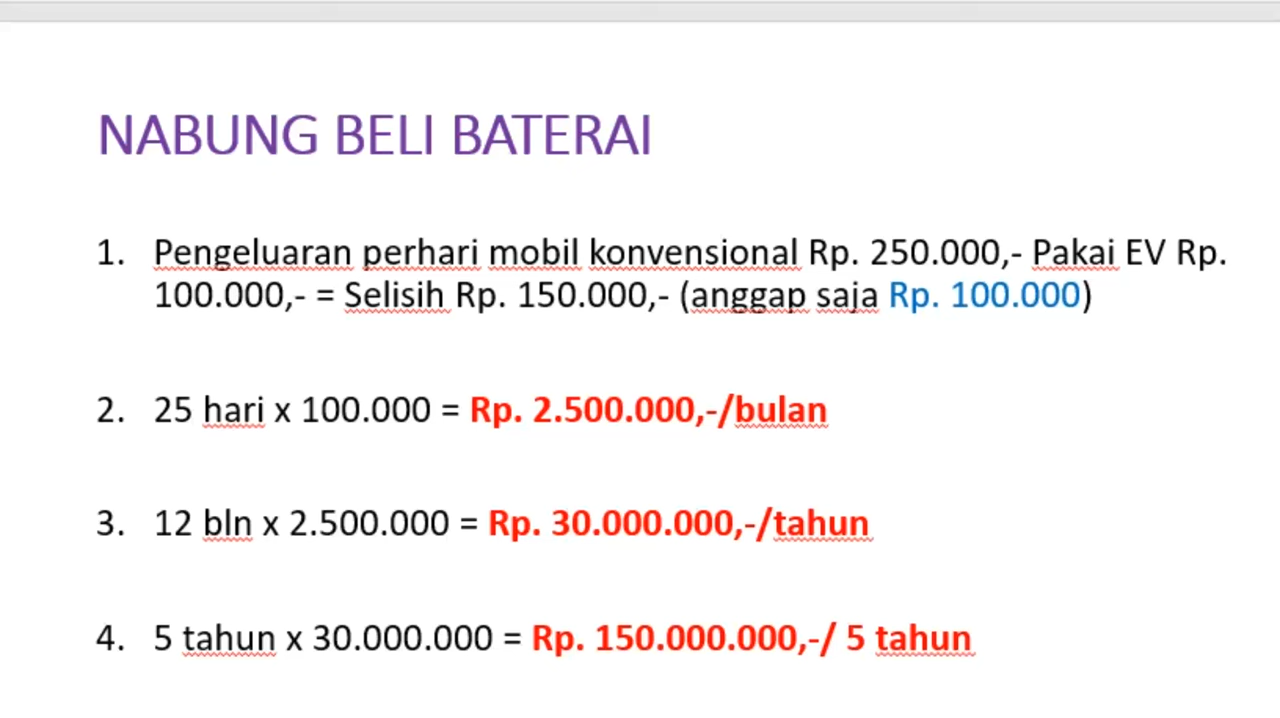 NABUNG BELI BATERAI
1. Pengeluaran perhari mobil konvensional Rp. 250.000,- Pakai EV Rp.
100.000,- = Selisih Rp. 150.000,- (anggap saja Rp. 100.000)
2. 25 hari x 100.000 = Rp. 2.500.000,-/bulan
3. 12 bln x 2.500.000 = Rp. 30.000.000,-/tahun
4. 5 tahun x 30.000.000 = Rp. 150.000.000,-/ 5 tahun